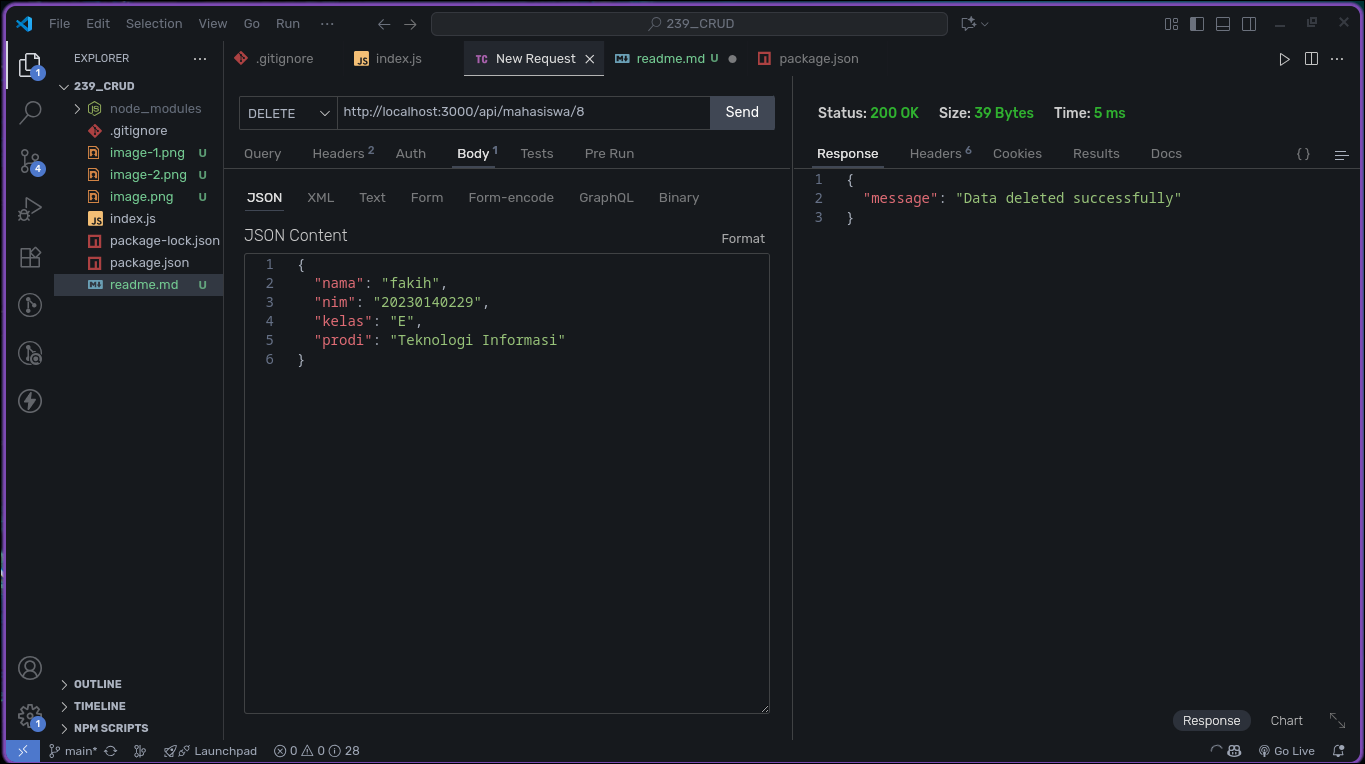 File Edit Selection View Go Run ··· 239_CRUD
EXPLORER ···
.gitignore JS index.js TC New Request readme.md U package.json ···
239_CRUD
node_modules
.gitignore
image-1.png U
image-2.png U
image.png U
JS index.js
package-lock.json
package.json
readme.md U
1
4
DELETE http://localhost:3000/api/mahasiswa/8 Send
Query Headers 2 Auth Body 1 Tests Pre Run
JSON XML Text Form Form-encode GraphQL Binary
JSON Content Format
1 {
2 "nama": "fakih",
3 "nim": "20230140229",
4 "kelas": "E",
5 "prodi": "Teknologi Informasi"
6 }
Status: 200 OK Size: 39 Bytes Time: 5 ms
Response Headers 6 Cookies Results Docs { }
1 {
2 "message": "Data deleted successfully"
3 }
Response Chart
OUTLINE
TIMELINE
NPM SCRIPTS
1
main* Launchpad 0 0 28 Go Live